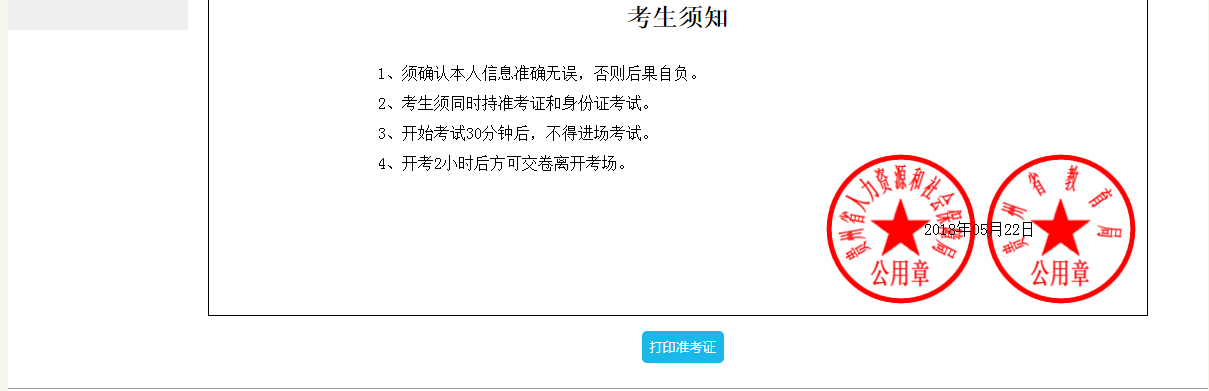 考生须知
1、须确认本人信息准确无误，否则后果自负。
2、考生须同时持准考证和身份证考试。
3、开始考试30分钟后，不得进场考试。
4、开考2小时后方可交卷离开考场。
贵州省人力资源和社会保障局
公用章
贵州省教育局
公用章
2018年05月22日
打印准考证